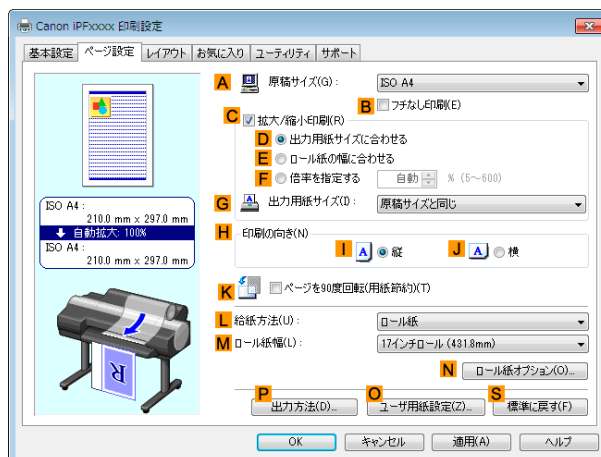 Canon iPFxxxx 印刷設定
基本設定 ページ設定 レイアウト お気に入り ユーティリティ サポート
A 原稿サイズ(G): ISO A4
B フチなし印刷(E)
C 拡大/縮小印刷(R)
D 出力用紙サイズに合わせる
E ロール紙の幅に合わせる
F 倍率を指定する 自動 % (5～600)
G 出力用紙サイズ(I): 原稿サイズと同じ
H 印刷の向き(N)
I A 縦 J A 横
K ページを90度回転(用紙節約)(T)
L 給紙方法(U): ロール紙
M ロール紙幅(L): 17インチロール (431.8mm)
N ロール紙オプション(O)...
P 出力方法(D)... O ユーザ用紙設定(Z)... S 標準に戻す(F)
ISO A4 :
210.0 mm x 297.0 mm
自動拡大: 100%
ISO A4 :
210.0 mm x 297.0 mm
R
OK キャンセル 適用(A) ヘルプ